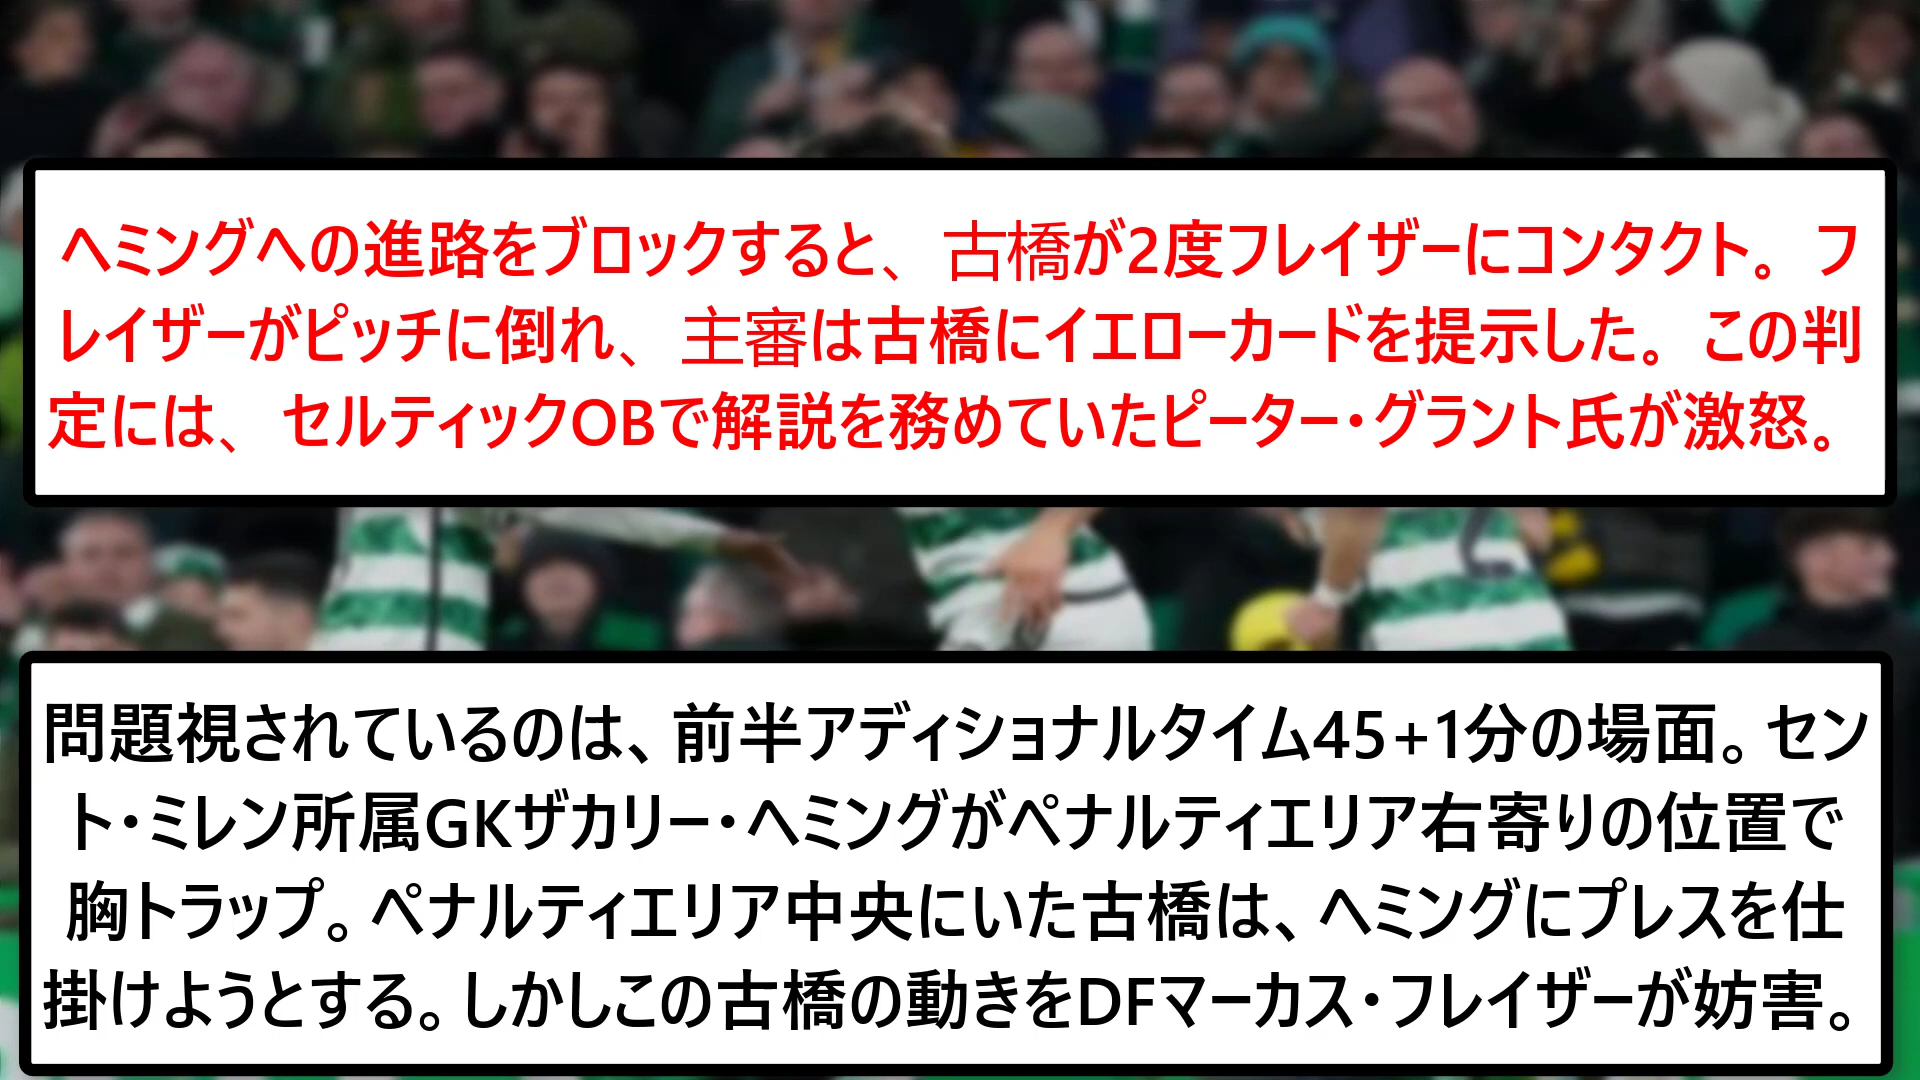 ヘミングへの進路をブロックすると、古橋が2度フレイザーにコンタクト。フ
レイザーがピッチに倒れ、主審は古橋にイエローカードを提示した。この判
定には、セルティックOBで解説を務めていたピーター・グラント氏が激怒。
問題視されているのは、前半アディショナルタイム45+1分の場面。セン
ト・ミレン所属GKザカリー・ヘミングがペナルティエリア右寄りの位置で
胸トラップ。ペナルティエリア中央にいた古橋は、ヘミングにプレスを仕
掛けようとする。しかしこの古橋の動きをDFマーカス・フレイザーが妨害。